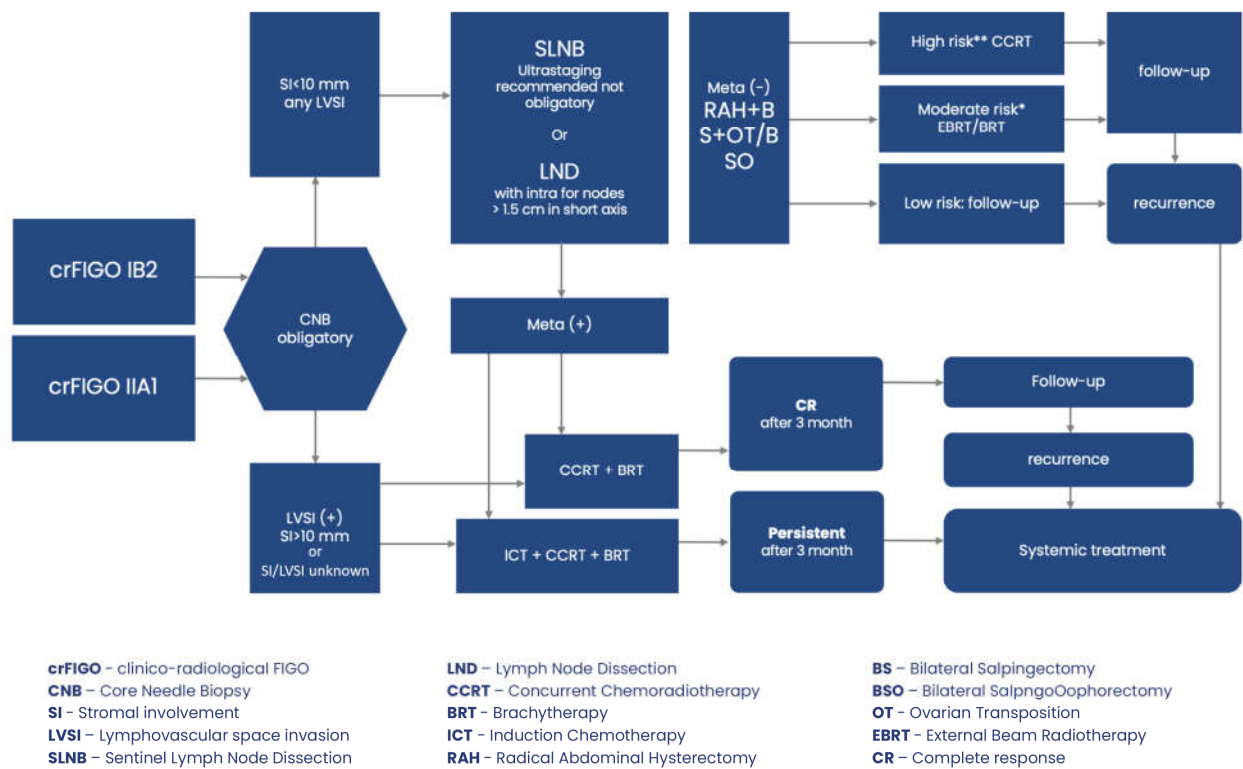 SI<10 mm
any LVSI
SLNB
Ultrastaging
recommended not
obligatory
Or
LND
with intra for nodes
> 1.5 cm in short axis
Meta (-)
RAH+B
S+OT/B
SO
High risk** CCRT
Moderate risk*
EBRT/BRT
Low risk: follow-up
follow-up
recurrence
crFIGO IB2
crFIGO IIA1
CNB
obligatory
Meta (+)
LVSI (+)
SI>10 mm
or
SI/LVSI unknown
CCRT + BRT
ICT + CCRT + BRT
CR
after 3 month
Persistent
after 3 month
Follow-up
recurrence
Systemic treatment
crFIGO - clinico-radiological FIGO
CNB – Core Needle Biopsy
SI - Stromal involvement
LVSI – Lymphovascular space invasion
SLNB – Sentinel Lymph Node Dissection
LND – Lymph Node Dissection
CCRT – Concurrent Chemoradiotherapy
BRT - Brachytherapy
ICT - Induction Chemotherapy
RAH - Radical Abdominal Hysterectomy
BS – Bilateral Salpingectomy
BSO – Bilateral SalpngoOophorectomy
OT - Ovarian Transposition
EBRT - External Beam Radiotherapy
CR – Complete response